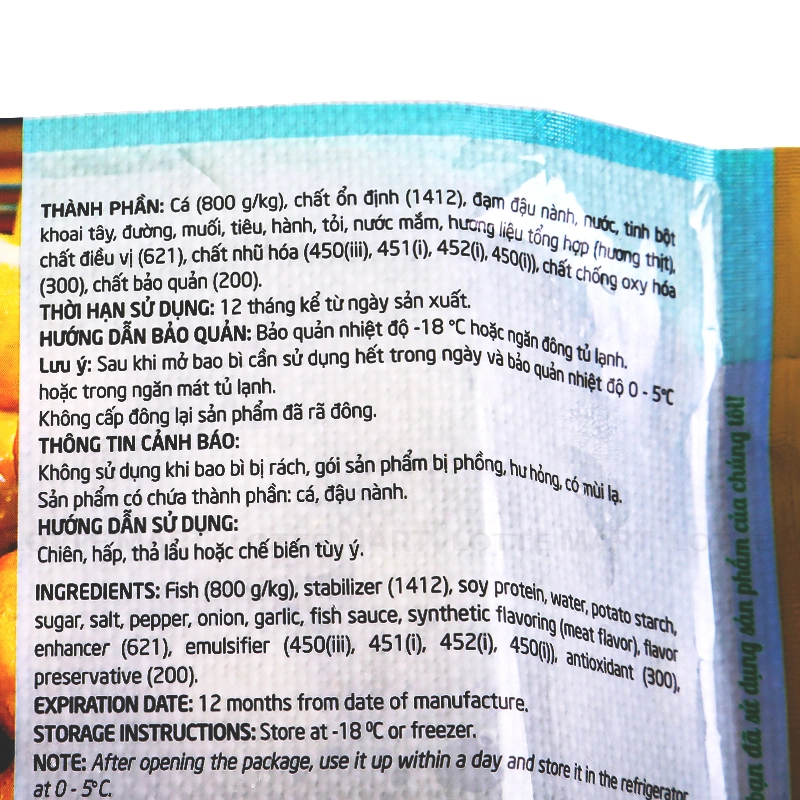 THÀNH PHẦN: Cá (800 g/kg), chất ổn định (1412), đạm đậu nành, nước, tinh bột
khoai tây, đường, muối, tiêu, hành, tỏi, nước mắm, hương liệu tổng hợp (hương thịt),
chất điều vị (621), chất nhũ hóa (450(iii), 451(i), 452(i), 450(i)), chất chống oxy hóa
(300), chất bảo quản (200).
THỜI HẠN SỬ DỤNG: 12 tháng kể từ ngày sản xuất.
HƯỚNG DẪN BẢO QUẢN: Bảo quản nhiệt độ -18 °C hoặc ngăn đông tủ lạnh.
Lưu ý: Sau khi mở bao bì cần sử dụng hết trong ngày và bảo quản nhiệt độ 0 - 5°C
hoặc trong ngăn mát tủ lạnh.
Không cấp đông lại sản phẩm đã rã đông.
THÔNG TIN CẢNH BÁO:
Không sử dụng khi bao bì bị rách, gói sản phẩm bị phồng, hư hỏng, có mùi lạ.
Sản phẩm có chứa thành phần: cá, đậu nành.
HƯỚNG DẪN SỬ DỤNG:
Chiên, hấp, thả lẩu hoặc chế biến tùy ý.
INGREDIENTS: Fish (800 g/kg), stabilizer (1412), soy protein, water, potato starch,
sugar, salt, pepper, onion, garlic, fish sauce, synthetic flavoring (meat flavor), flavor
enhancer (621), emulsifier (450(iii), 451(i), 452(i), 450(i)), antioxidant (300),
preservative (200).
EXPIRATION DATE: 12 months from date of manufacture.
STORAGE INSTRUCTIONS: Store at -18 °C or freezer.
NOTE: After opening the package, use it up within a day and store it in the refrigerator
at 0 - 5°C.
bạn đã sử dụng sản phẩm của chúng tôi!